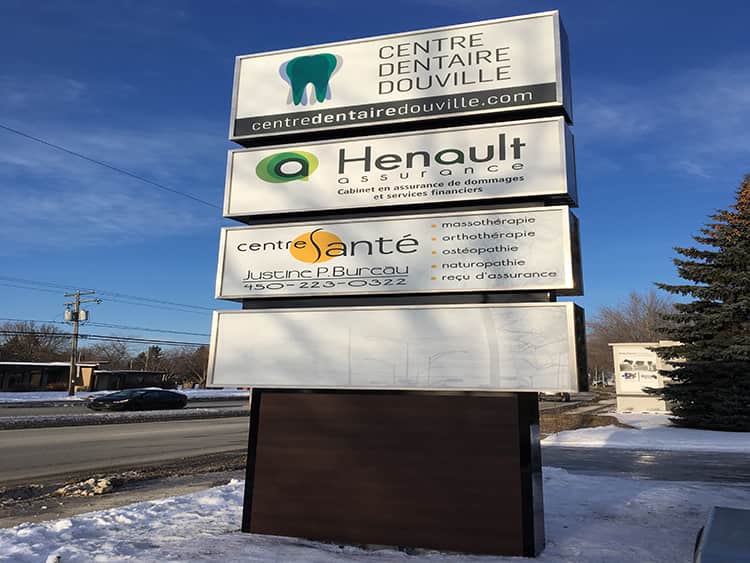 CENTRE
DENTAIRE
DOUVILLE
centredentairedouville.com
a Henault
assurance
Cabinet en assurance de dommages
et services financiers
centre Santé
Justine P. Bureau
450-223-0322
• massothérapie
• orthothérapie
• ostéopathie
• naturopathie
• reçu d'assurance